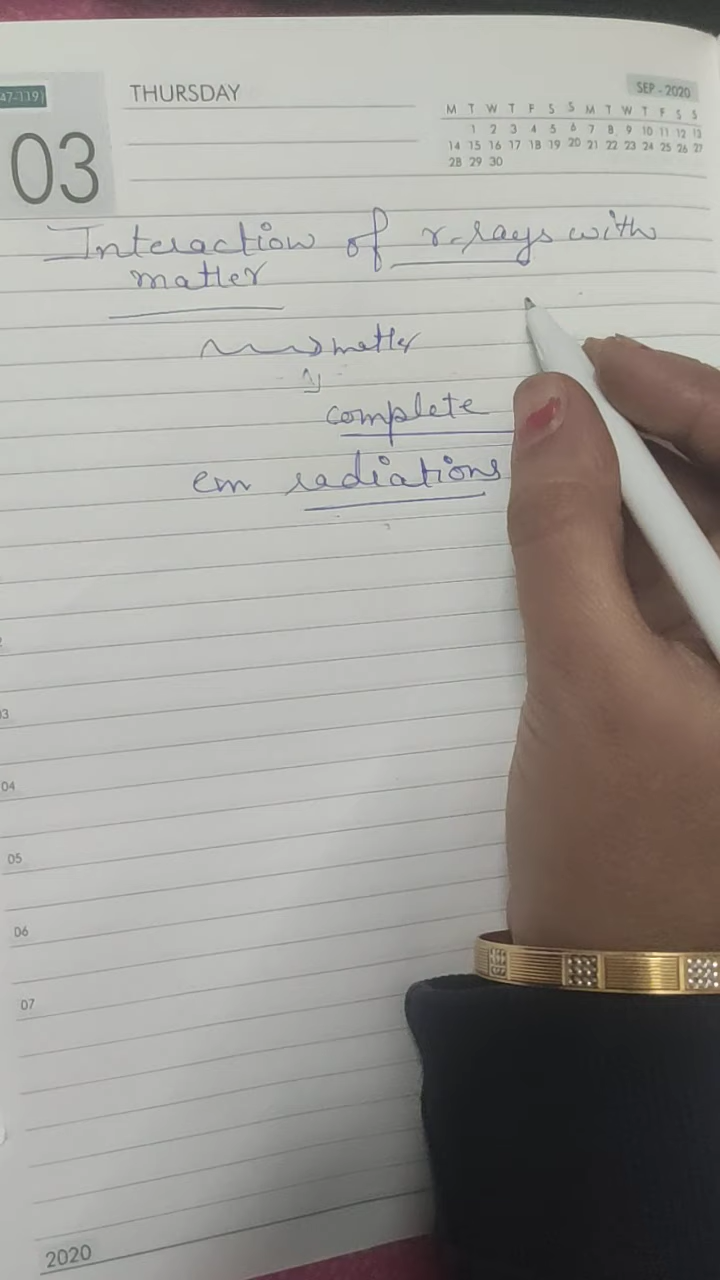 47-119)
03
THURSDAY
SEP - 2020
M T W T F S S M T W T F S S
1 2 3 4 5 6 7 8 9 10 11 12 13
14 15 16 17 18 19 20 21 22 23 24 25 26 27
28 29 30
Interaction of r-rays with
matter
matter
complete
em radiations
03
04
05
06
07
2020